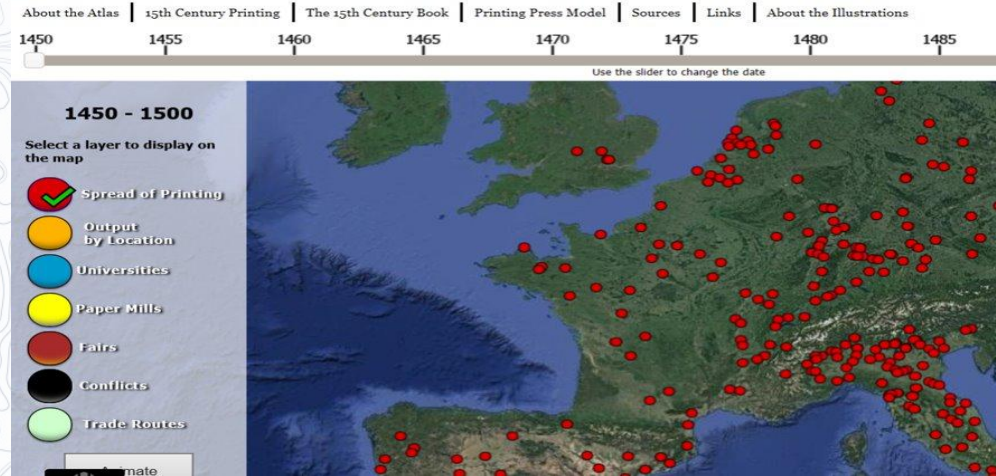 About the Atlas | 15th Century Printing | The 15th Century Book | Printing Press Model | Sources | Links | About the Illustrations
1450 1455 1460 1465 1470 1475 1480 1485
Use the slider to change the date
1450 - 1500
Select a layer to display on
the map
Spread of Printing
Output
by Location
Universities
Paper Mills
Fairs
Conflicts
Trade Routes